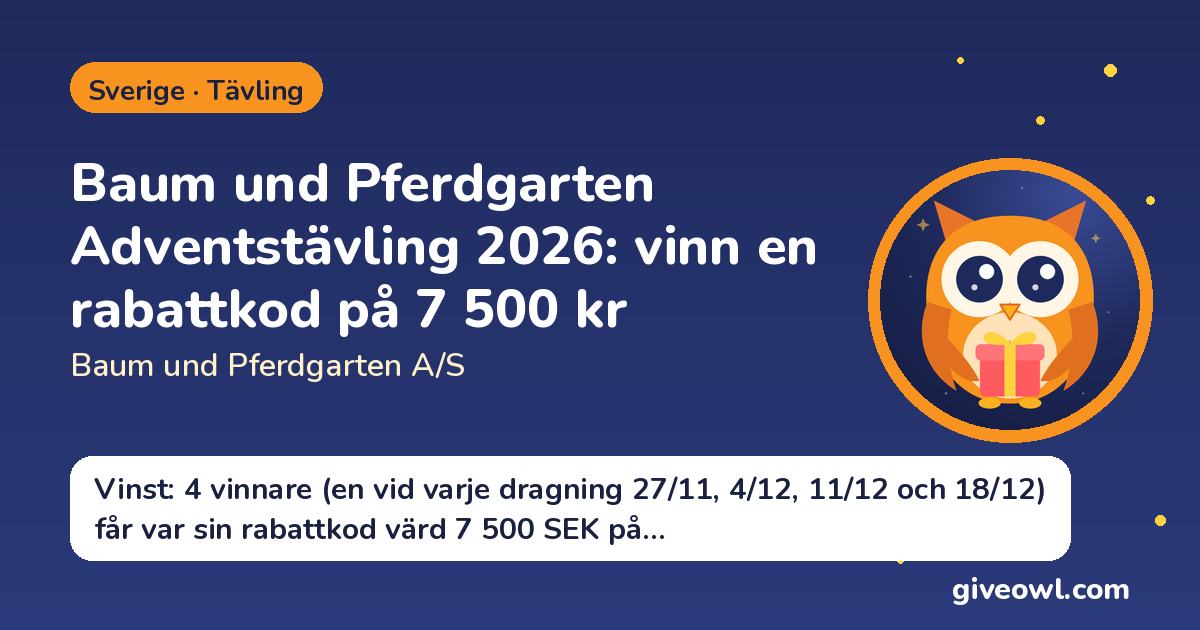 Sverige · Tävling
Baum und Pferdgarten
Adventstävling 2026: vinn en
rabattkod på 7 500 kr
Baum und Pferdgarten A/S
Vinst: 4 vinnare (en vid varje dragning 27/11, 4/12, 11/12 och 18/12)
får var sin rabattkod värd 7 500 SEK på...
giveowl.com